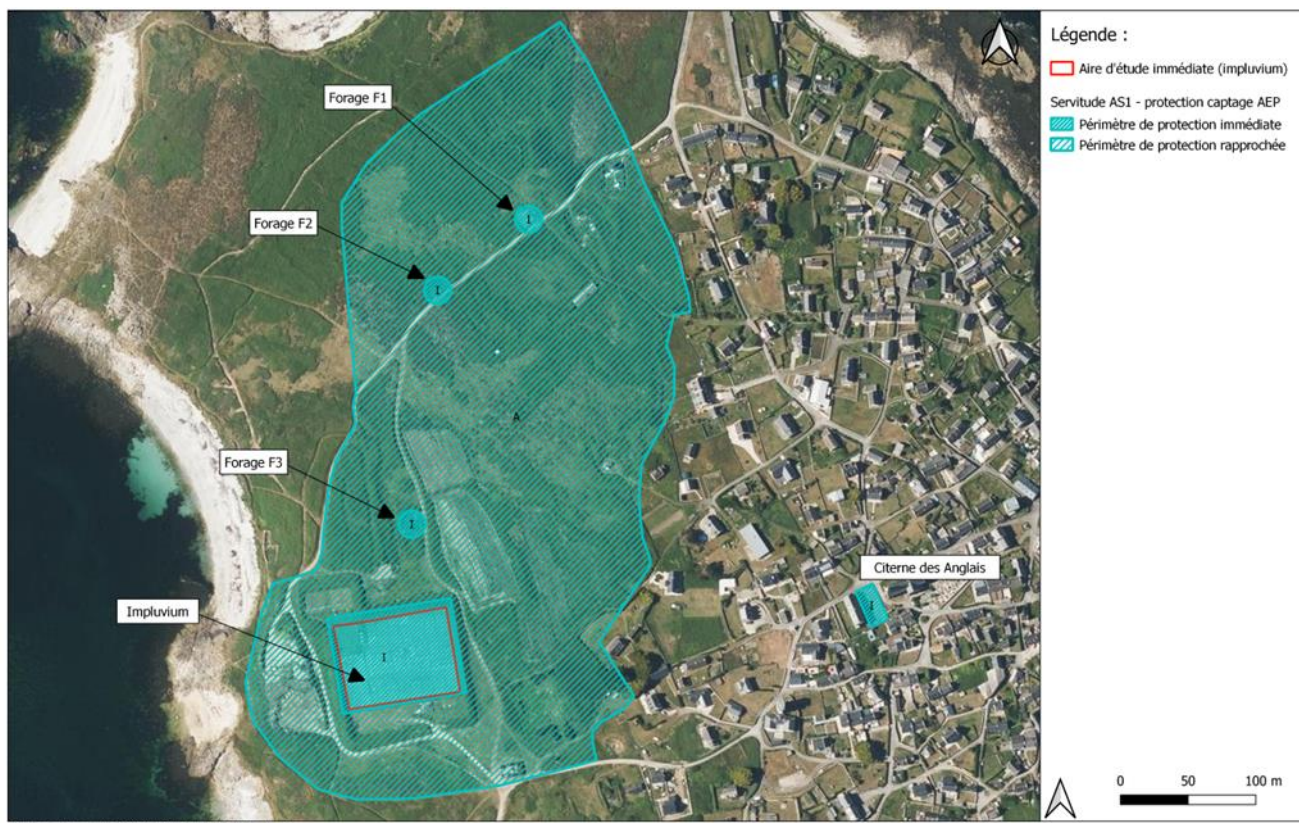 Légende :
Aire d'étude immédiate (impluvium)
Servitude AS1 - protection captage AEP
Périmètre de protection immédiate
Périmètre de protection rapprochée
Forage F1
I
Forage F2
I
A
Forage F3
I
Citerne des Anglais
I
Impluvium
I
0 50 100 m